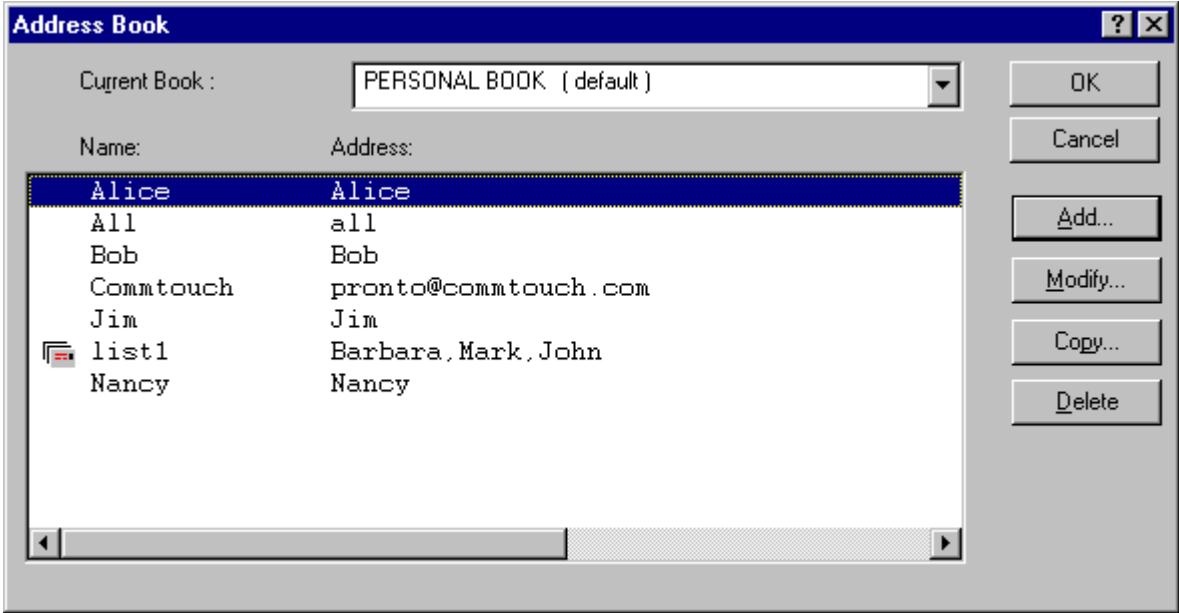 Address Book
Current Book : PERSONAL BOOK ( default ) OK
Cancel
Name: Address:
Alice Alice
All all
Bob Bob
Commtouch pronto@commtouch.com
Jim Jim
list1 Barbara,Mark,John
Nancy Nancy
Add...
Modify...
Copy...
Delete